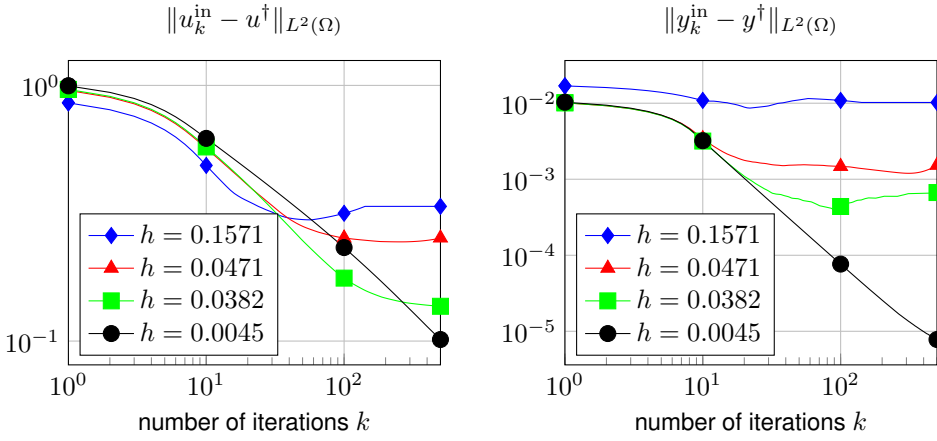 ‖u_k^in − u^†‖_{L^2(Ω)}
10^0
10^−1
h = 0.1571
h = 0.0471
h = 0.0382
h = 0.0045
10^0 10^1 10^2
number of iterations k
‖y_k^in − y^†‖_{L^2(Ω)}
10^−2
10^−3
10^−4
10^−5
h = 0.1571
h = 0.0471
h = 0.0382
h = 0.0045
10^0 10^1 10^2
number of iterations k